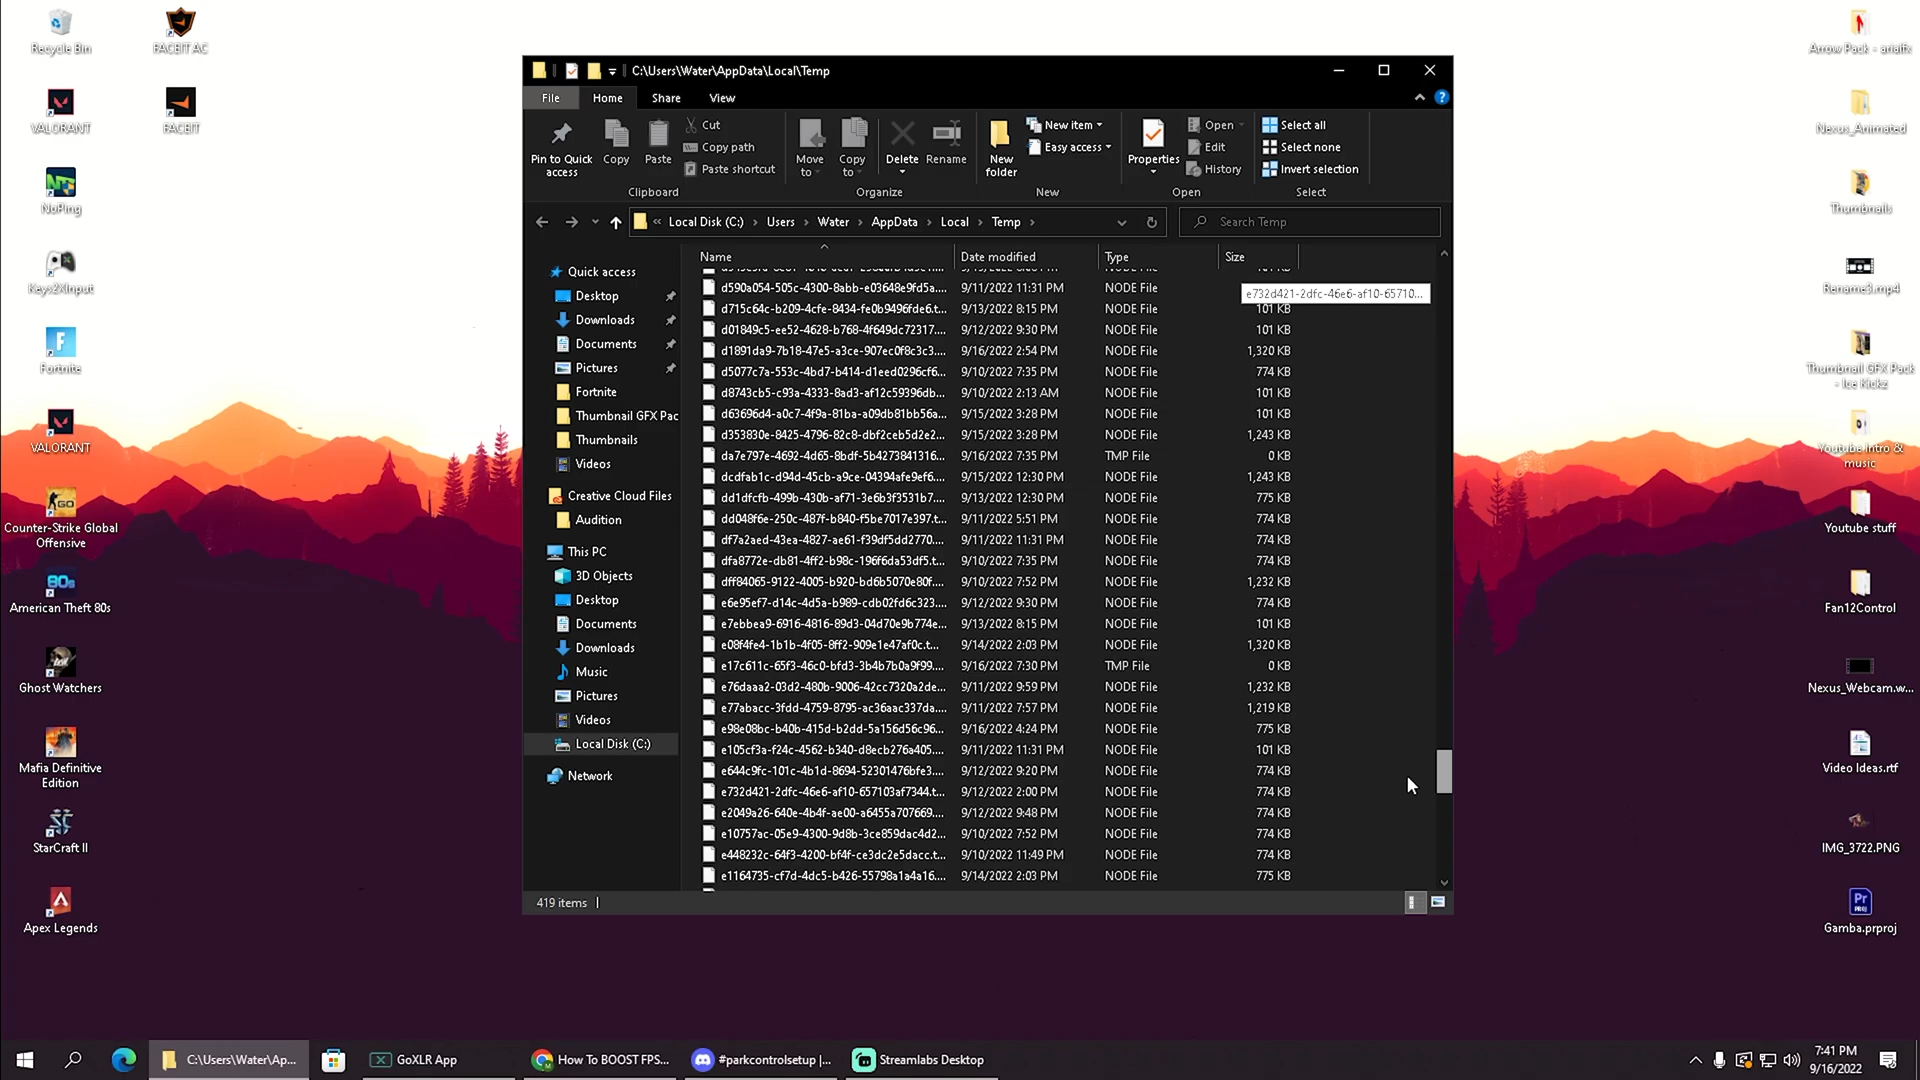 Recycle Bin
FACEIT AC
VALORANT
FACEIT
NoPing
Keys2XInput
Fortnite
VALORANT
Counter-Strike Global
Offensive
American Theft 80s
Ghost Watchers
Mafia Definitive
Edition
StarCraft II
Apex Legends
C:\Users\Water\AppData\Local\Temp
File
Home
Share
View
Pin to Quick
access
Copy
Paste
Cut
Copy path
Paste shortcut
Clipboard
Move
to
Copy
to
Delete
Rename
Organize
New
folder
New item
Easy access
New
Properties
Open
Edit
History
Open
Select all
Select none
Invert selection
Select
« Local Disk (C:) › Users › Water › AppData › Local › Temp ›
Search Temp
Quick access
Desktop
Downloads
Documents
Pictures
Fortnite
Thumbnail GFX Pac
Thumbnails
Videos
Creative Cloud Files
Audition
This PC
3D Objects
Desktop
Documents
Downloads
Music
Pictures
Videos
Local Disk (C:)
Network
Name Date modified Type Size
d590a054-505c-4300-8abb-e03648e9fd5a.... 9/11/2022 11:31 PM NODE File
e732d421-2dfc-46e6-af10-65710...
d715c64c-b209-4cfe-8434-fe0b9496fde6.t... 9/13/2022 8:15 PM NODE File 101 KB
d01849c5-ee52-4628-b768-4f649dc72317.... 9/12/2022 9:30 PM NODE File 101 KB
d1891da9-7b18-47e5-a3ce-907ec0f8c3c3.... 9/16/2022 2:54 PM NODE File 1,320 KB
d5077c7a-553c-4bd7-b414-d1eed0296cf6... 9/10/2022 7:35 PM NODE File 774 KB
d8743cb5-c93a-4333-8ad3-af12c59396db... 9/10/2022 2:13 AM NODE File 101 KB
d63696d4-a0c7-4f9a-81ba-a09db81bb56a... 9/15/2022 3:28 PM NODE File 101 KB
d353830e-8425-4796-82c8-dbf2ceb5d2e2... 9/15/2022 3:28 PM NODE File 1,243 KB
da7e797e-4692-4d65-8bdf-5b4273841316... 9/16/2022 7:35 PM TMP File 0 KB
dcdfab1c-d94d-45cb-a9ce-04394afe9ef6.... 9/15/2022 12:30 PM NODE File 1,243 KB
dd1dfcfb-499b-430b-af71-3e6b3f3531b7.... 9/13/2022 12:30 PM NODE File 775 KB
dd048f6e-250c-487f-b840-f5be7017e397.t... 9/11/2022 5:51 PM NODE File 774 KB
df7a2aed-43ea-4827-ae61-f39df5dd2770.... 9/11/2022 11:31 PM NODE File 774 KB
dfa8772e-db81-4ff2-b98c-196f6da53df5.t... 9/10/2022 7:35 PM NODE File 774 KB
dff84065-9122-4005-b920-bd6b5070e80f.... 9/10/2022 7:52 PM NODE File 1,232 KB
e6e95ef7-d14c-4d5a-b989-cdb02fd6c323.... 9/12/2022 9:30 PM NODE File 774 KB
e7ebbea9-6916-4816-89d3-04d70e9b774e... 9/13/2022 8:15 PM NODE File 101 KB
e08f4fe4-1b1b-4f05-8ff2-909e1e47af0c.t... 9/14/2022 2:03 PM NODE File 1,320 KB
e17c611c-65f3-46c0-bfd3-3b4b7b0a9f99.... 9/16/2022 7:30 PM TMP File 0 KB
e76daaa2-03d2-480b-9006-42cc7320a2de... 9/11/2022 9:59 PM NODE File 1,232 KB
e77abacc-3fdd-4759-8795-ac36aac337da.... 9/11/2022 7:57 PM NODE File 1,219 KB
e98e08bc-b40b-415d-b2dd-5a156d56c96... 9/16/2022 4:24 PM NODE File 775 KB
e105cf3a-f24c-4562-b340-d8ecb276a405.... 9/11/2022 11:31 PM NODE File 101 KB
e644c9fc-101c-4b1d-8694-52301476bfe3.... 9/12/2022 9:20 PM NODE File 774 KB
e732d421-2dfc-46e6-af10-657103af7344.t... 9/12/2022 2:00 PM NODE File 774 KB
e2049a26-640e-4b4f-ae00-a6455a707669.... 9/12/2022 9:48 PM NODE File 774 KB
e10757ac-05e9-4300-9d8b-3ce859dac4d2... 9/10/2022 7:52 PM NODE File 774 KB
e448232c-64f3-4200-bf4f-ce3dc2e5dacc.t... 9/10/2022 11:49 PM NODE File 774 KB
e1164735-cf7d-4dc5-b426-55798a1a4a16.... 9/14/2022 2:03 PM NODE File 775 KB
419 items
Arrow Pack - arialfx
Nexus_Animated
Thumbnails
Rename3.mp4
Thumbnail GFX Pack
- Ice Kickz
Youtube Intro &
music
Youtube stuff
Fan12Control
Nexus_Webcam.w...
Video Ideas.rtf
IMG_3722.PNG
Gamba.prproj
C:\Users\Water\Ap...
GoXLR App
How To BOOST FPS...
#parkcontrolsetup |...
Streamlabs Desktop
7:41 PM
9/16/2022